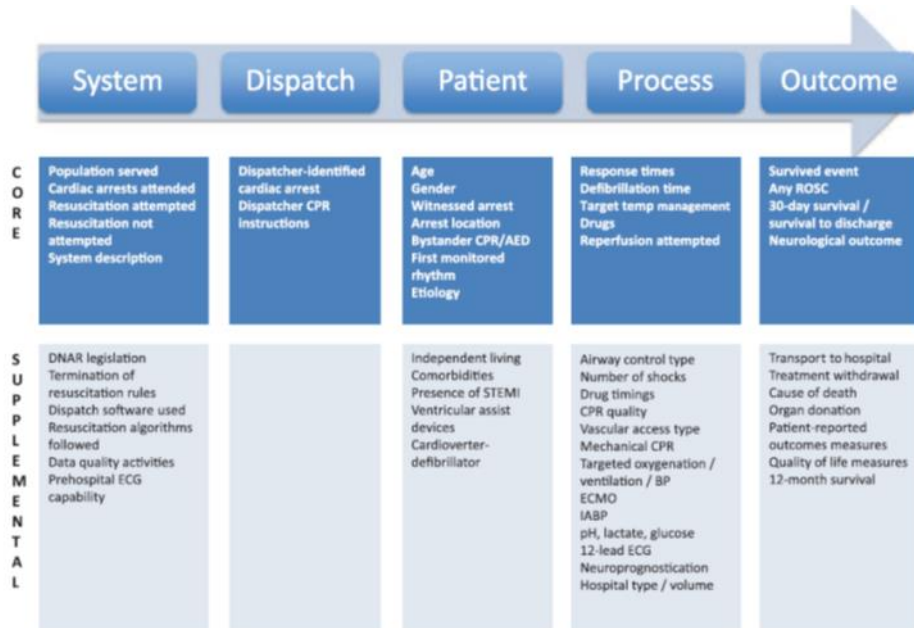 System
Dispatch
Patient
Process
Outcome
CORE
Population served
Cardiac arrests attended
Resuscitation attempted
Resuscitation not
attempted
System description
Dispatcher-identified
cardiac arrest
Dispatcher CPR
instructions
Age
Gender
Witnessed arrest
Arrest location
Bystander CPR/AED
First monitored
rhythm
Etiology
Response times
Defibrillation time
Target temp management
Drugs
Reperfusion attempted
Survived event
Any ROSC
30-day survival /
survival to discharge
Neurological outcome
SUPPLEMENTAL
DNAR legislation
Termination of
resuscitation rules
Dispatch software used
Resuscitation algorithms
followed
Data quality activities
Prehospital ECG
capability
Independent living
Comorbidities
Presence of STEMI
Ventricular assist
devices
Cardioverter-
defibrillator
Airway control type
Number of shocks
Drug timings
CPR quality
Vascular access type
Mechanical CPR
Targeted oxygenation /
ventilation / BP
ECMO
IABP
pH, lactate, glucose
12-lead ECG
Neuroprognostication
Hospital type / volume
Transport to hospital
Treatment withdrawal
Cause of death
Organ donation
Patient-reported
outcomes measures
Quality of life measures
12-month survival